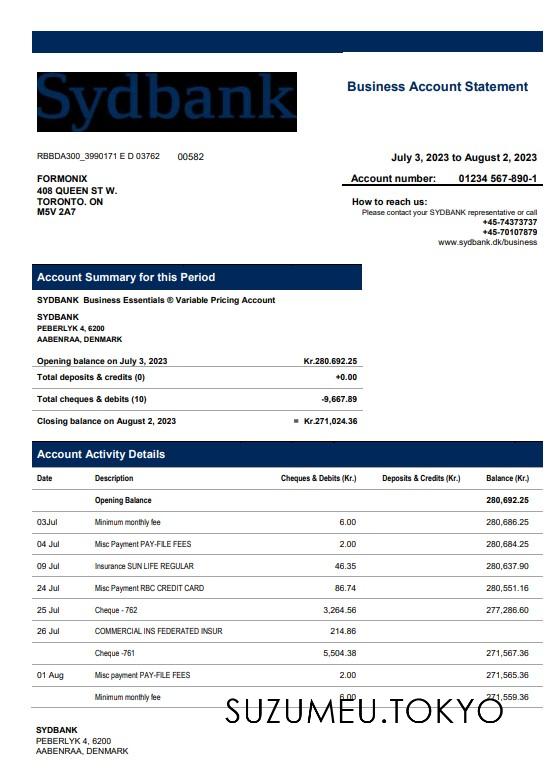 Sydbank
Business Account Statement
RBBDA300_3990171 E D 03762 00582
July 3, 2023 to August 2, 2023
FORMONIX
408 QUEEN ST W.
TORONTO. ON
M5V 2A7
Account number: 01234 567-890-1
How to reach us:
Please contact your SYDBANK representive or call
+45-74373737
+45-70107879
www.sydbank.dk/business
Account Summary for this Period
SYDBANK Business Essentials ® Variable Pricing Account
SYDBANK
PEBERLYK 4, 6200
AABENRAA, DENMARK
Opening balance on July 3, 2023 Kr.280.692.25
Total deposits & credits (0) +0.00
Total cheques & debits (10) -9,667.89
Closing balance on August 2, 2023 = Kr.271,024.36
Account Activity Details
Date Description Cheques & Debits (Kr.) Deposits & Credits (Kr.) Balance (Kr.)
Opening Balance 280,692.25
03Jul Minimum monthly fee 6.00 280,686.25
04 Jul Misc Payment PAY-FILE FEES 2.00 280,684.25
09 Jul Insurance SUN LIFE REGULAR 46.35 280,637.90
24 Jul Misc Payment RBC CREDIT CARD 86.74 280,551.16
25 Jul Cheque - 762 3,264.56 277,286.60
26 Jul COMMERCIAL INS FEDERATED INSUR 214.86
Cheque -761 5,504.38 271,567.36
01 Aug Misc payment PAY-FILE FEES 2.00 271,565.36
Minimum monthly fee 6.00 271,559.36
SUZUMEU.TOKYO
SYDBANK
PEBERLYK 4, 6200
AABENRAA, DENMARK